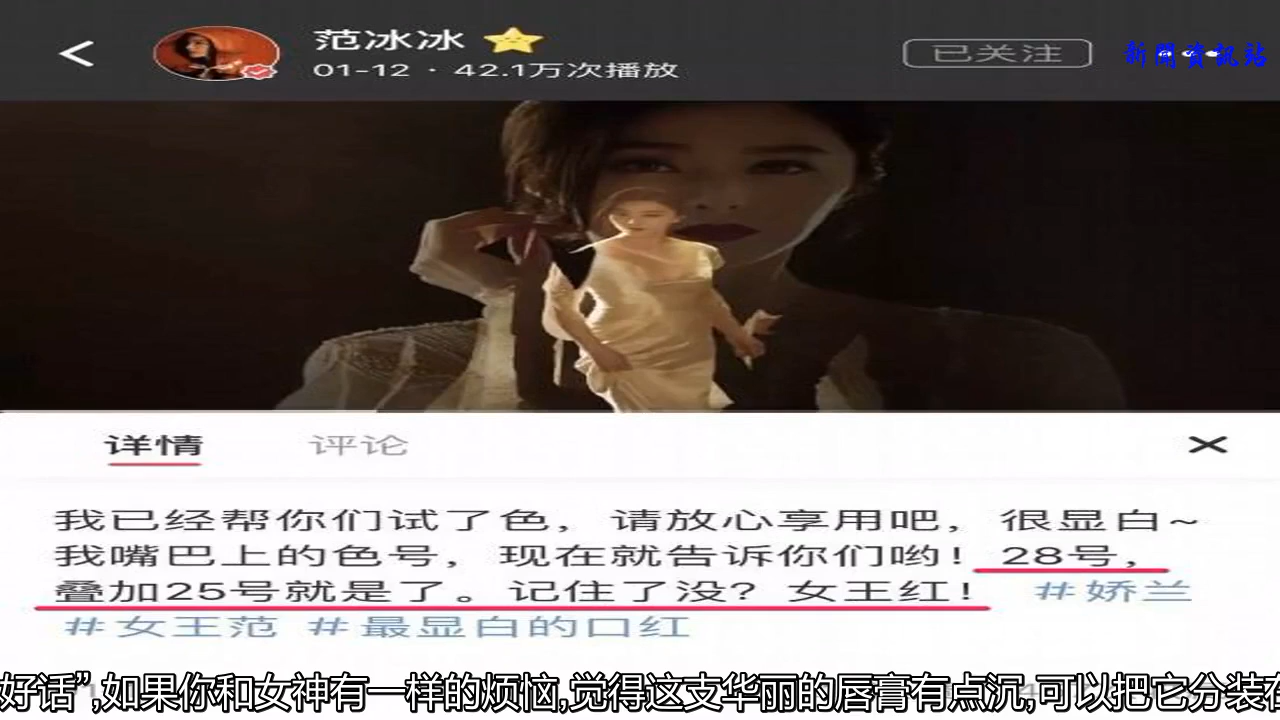 范冰冰
01-12 · 42.1万次播放
已关注
新聞資訊站
详情
评论
我已经帮你们试了色，请放心享用吧，很显白~
我嘴巴上的色号，现在就告诉你们哟！28号，
叠加25号就是了。记住了没？女王红！ #娇兰
#女王范 #最显白的口红
好话”,如果你和女神有一样的烦恼,觉得这支华丽的唇膏有点沉,可以把它分装在